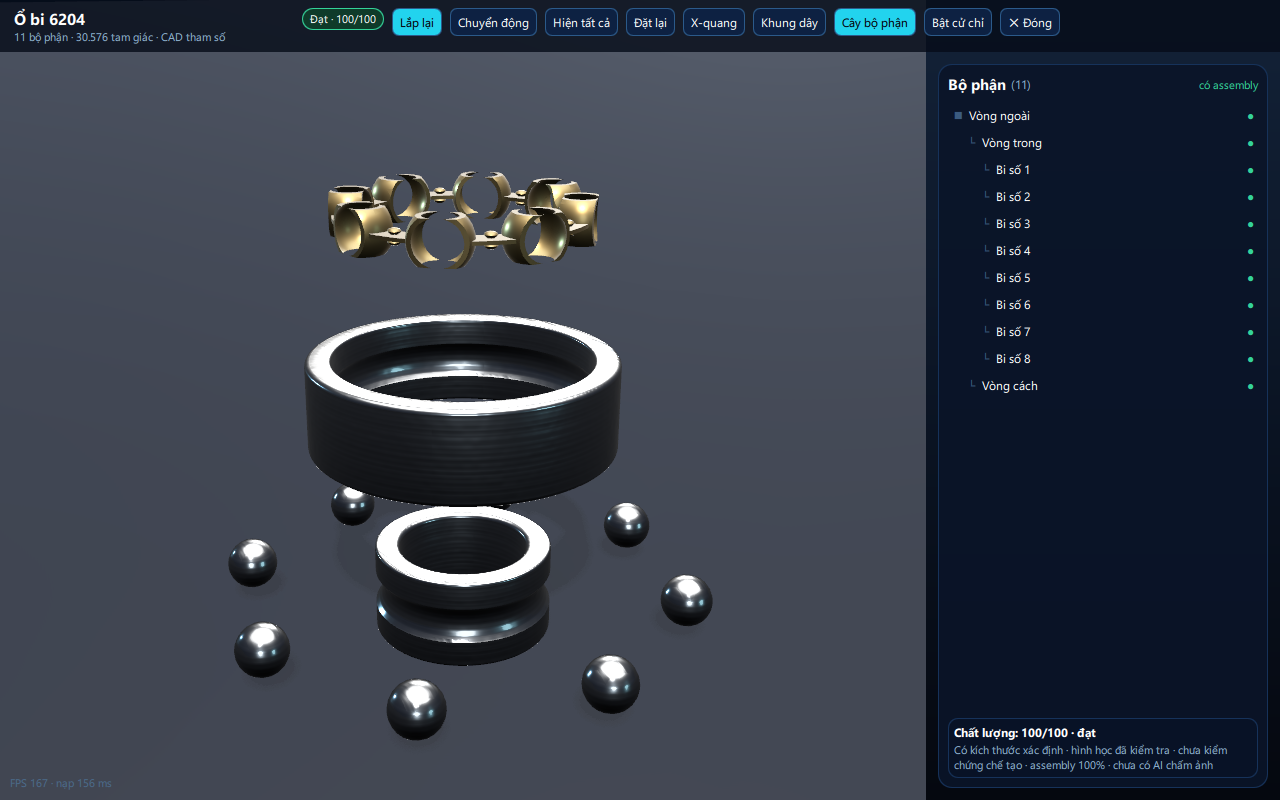 Ổ bi 6204
11 bộ phận · 30.576 tam giác · CAD tham số
Đạt · 100/100
Lắp lại
Chuyển động
Hiện tất cả
Đặt lại
X-quang
Khung dây
Cây bộ phận
Bật cử chỉ
✕ Đóng
Bộ phận (11)
có assembly
Vòng ngoài
Vòng trong
Bi số 1
Bi số 2
Bi số 3
Bi số 4
Bi số 5
Bi số 6
Bi số 7
Bi số 8
Vòng cách
Chất lượng: 100/100 · đạt
Có kích thước xác định · hình học đã kiểm tra · chưa kiểm
chứng chế tạo · assembly 100% · chưa có AI chấm ảnh
FPS 167 · nạp 156 ms